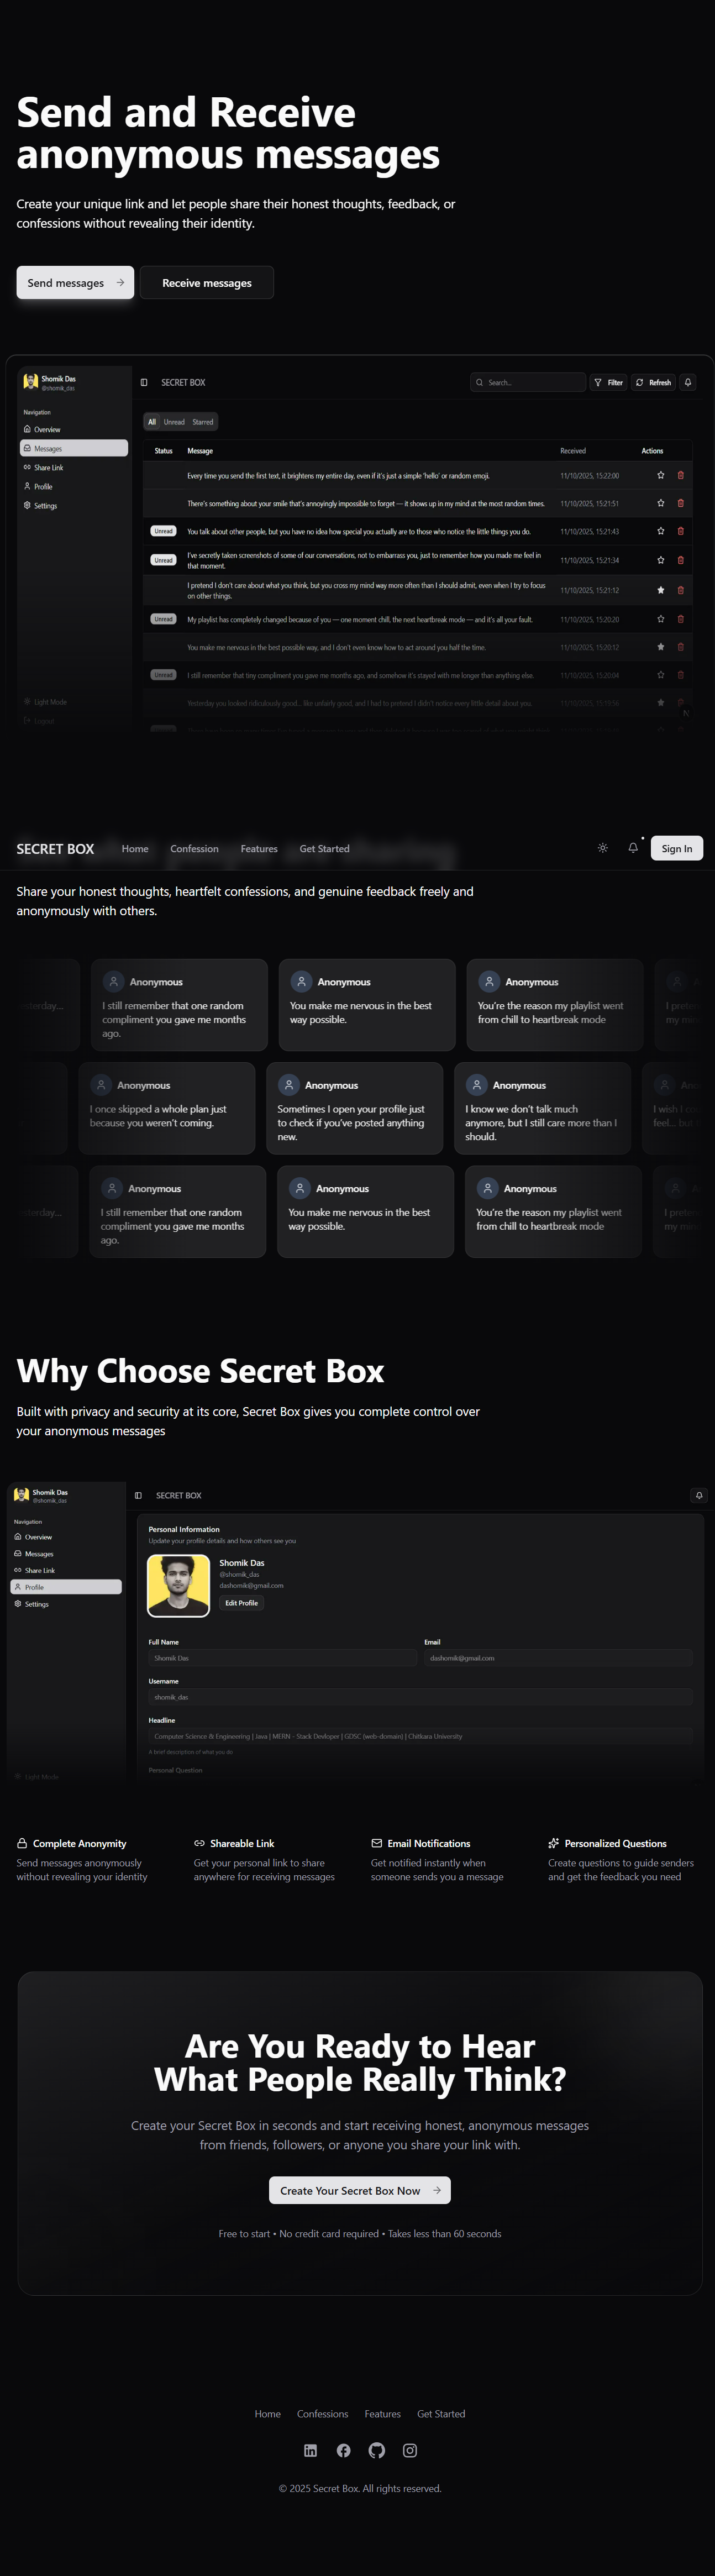 Send and Receive
anonymous messages
Create your unique link and let people share their honest thoughts, feedback, or
confessions without revealing their identity.
Send messages
Receive messages
Shomik Das
@shomik_das
SECRET BOX
Search...
Filter
Refresh
Navigation
Overview
Messages
Share Link
Profile
Settings
Light Mode
Logout
All Unread Starred
Status Message Received Actions
Every time you send the first text, it brightens my entire day, even if it's just a simple 'hello' or random emoji. 11/10/2025, 15:22:00
There's something about your smile that's annoyingly impossible to forget — it shows up in my mind at the most random times. 11/10/2025, 15:21:51
Unread You talk about other people, but you have no idea how special you actually are to those who notice the little things you do. 11/10/2025, 15:21:43
Unread I've secretly taken screenshots of some of our conversations, not to embarrass you, just to remember how you made me feel in
that moment. 11/10/2025, 15:21:34
I pretend I don't care about what you think, but you cross my mind way more often than I should admit, even when I try to focus
on other things. 11/10/2025, 15:21:12
Unread My playlist has completely changed because of you — one moment chill, the next heartbreak mode — and it's all your fault. 11/10/2025, 15:20:20
You make me nervous in the best possible way, and I don't even know how to act around you half the time. 11/10/2025, 15:20:12
Unread I still remember that tiny compliment you gave me months ago, and somehow it's stayed with me longer than anything else. 11/10/2025, 15:20:04
Yesterday you looked ridiculously good... like unfairly good, and I had to pretend I didn't notice every little detail about you. 11/10/2025, 15:19:56
N
SECRET BOX
Home
Confession
Features
Get Started
Sign In
Share your honest thoughts, heartfelt confessions, and genuine feedback freely and
anonymously with others.
Anonymous
I still remember that one random
compliment you gave me months
ago.
Anonymous
You make me nervous in the best
way possible.
Anonymous
You're the reason my playlist went
from chill to heartbreak mode
Anonymous
I once skipped a whole plan just
because you weren't coming.
Anonymous
Sometimes I open your profile just
to check if you've posted anything
new.
Anonymous
I know we don't talk much
anymore, but I still care more than I
should.
Anonymous
I still remember that one random
compliment you gave me months
ago.
Anonymous
You make me nervous in the best
way possible.
Anonymous
You're the reason my playlist went
from chill to heartbreak mode
Why Choose Secret Box
Built with privacy and security at its core, Secret Box gives you complete control over
your anonymous messages
Shomik Das
@shomik_das
SECRET BOX
Navigation
Overview
Messages
Share Link
Profile
Settings
Light Mode
Personal Information
Update your profile details and how others see you
Shomik Das
@shomik_das
dashomik@gmail.com
Edit Profile
Full Name
Shomik Das
Email
dashomik@gmail.com
Username
shomik_das
Headline
Computer Science & Engineering | Java | MERN - Stack Devloper | GDSC (web-domain) | Chitkara University
A brief description of what you do
Personal Question
Complete Anonymity
Send messages anonymously
without revealing your identity
Shareable Link
Get your personal link to share
anywhere for receiving messages
Email Notifications
Get notified instantly when
someone sends you a message
Personalized Questions
Create questions to guide senders
and get the feedback you need
Are You Ready to Hear
What People Really Think?
Create your Secret Box in seconds and start receiving honest, anonymous messages
from friends, followers, or anyone you share your link with.
Create Your Secret Box Now
Free to start • No credit card required • Takes less than 60 seconds
Home Confessions Features Get Started
© 2025 Secret Box. All rights reserved.